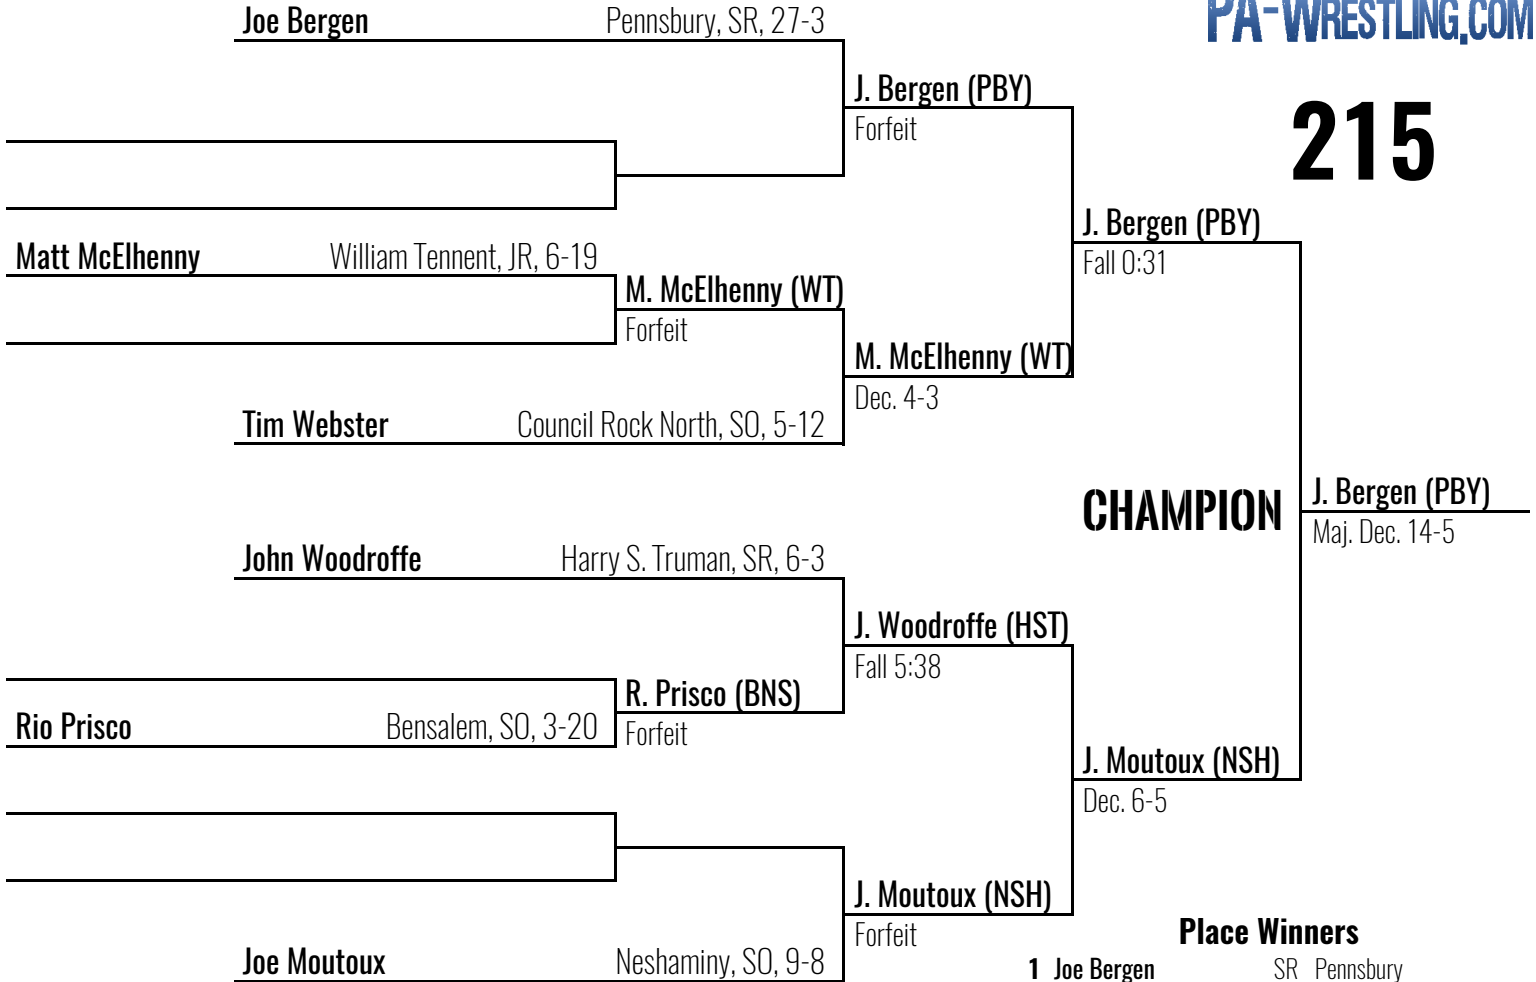 PA-WRESTLING.COM
Joe Bergen Pennsbury, SR, 27-3
J. Bergen (PBY)
Forfeit
215
J. Bergen (PBY)
Fall 0:31
Matt McElhenny William Tennent, JR, 6-19
M. McElhenny (WT)
Forfeit
M. McElhenny (WT)
Dec. 4-3
Tim Webster Council Rock North, SO, 5-12
CHAMPION
J. Bergen (PBY)
Maj. Dec. 14-5
John Woodroffe Harry S. Truman, SR, 6-3
J. Woodroffe (HST)
Fall 5:38
R. Prisco (BNS)
Forfeit
Rio Prisco Bensalem, SO, 3-20
J. Moutoux (NSH)
Dec. 6-5
J. Moutoux (NSH)
Forfeit
Joe Moutoux Neshaminy, SO, 9-8
Place Winners
1 Joe Bergen SR Pennsbury